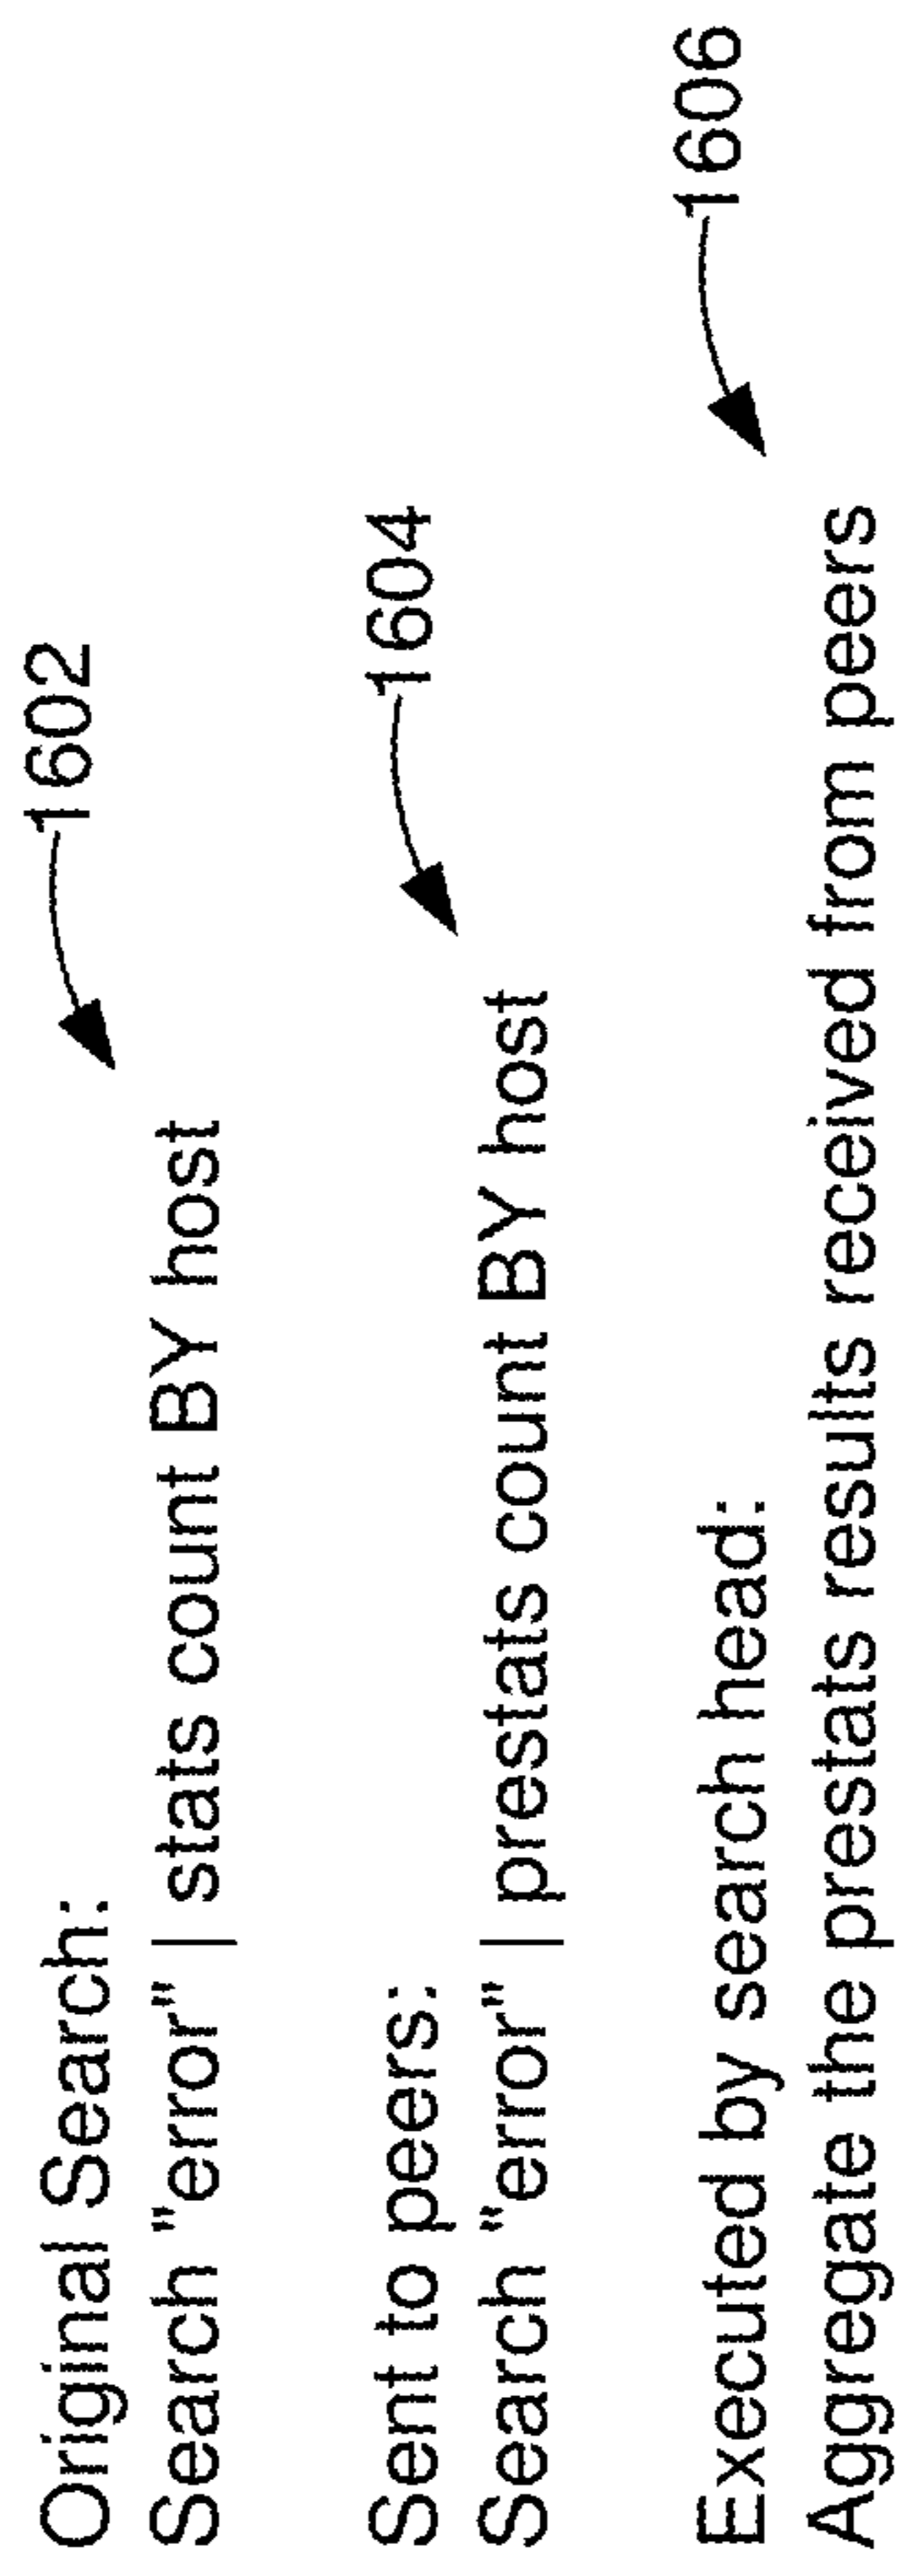 Original Search: 1602
Search "error" | stats count BY host
Sent to peers: 1604
Search "error" | prestats count BY host
Executed by search head: 1606
Aggregate the prestats results received from peers